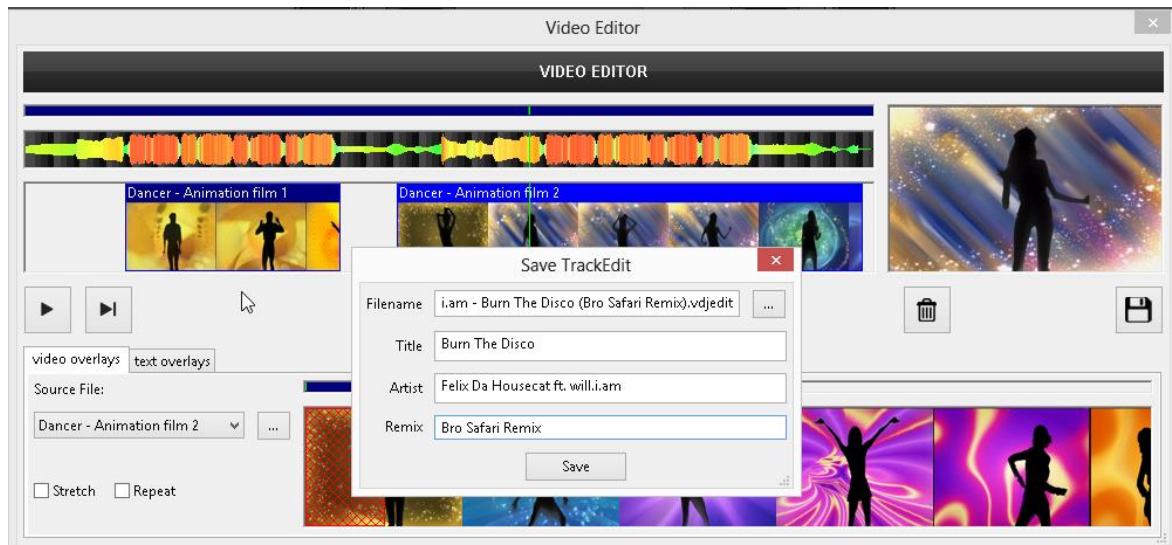 Video Editor
VIDEO EDITOR
Dancer - Animation film 1
Dancer - Animation film 2
Save TrackEdit
Filename
i.am - Burn The Disco (Bro Safari Remix).vdjedit
...
Title
Burn The Disco
Artist
Felix Da Housecat ft. will.i.am
Remix
Bro Safari Remix
Save
video overlays
text overlays
Source File:
Dancer - Animation film 2
...
Stretch
Repeat